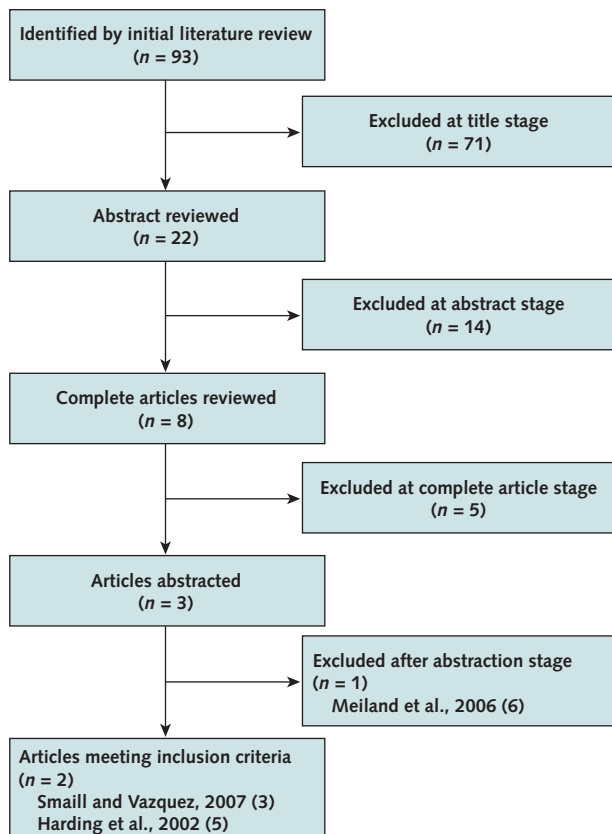 Identified by initial literature review
(n = 93)
Excluded at title stage
(n = 71)
Abstract reviewed
(n = 22)
Excluded at abstract stage
(n = 14)
Complete articles reviewed
(n = 8)
Excluded at complete article stage
(n = 5)
Articles abstracted
(n = 3)
Excluded after abstraction stage
(n = 1)
Meiland et al., 2006 (6)
Articles meeting inclusion criteria
(n = 2)
Smaill and Vazquez, 2007 (3)
Harding et al., 2002 (5)